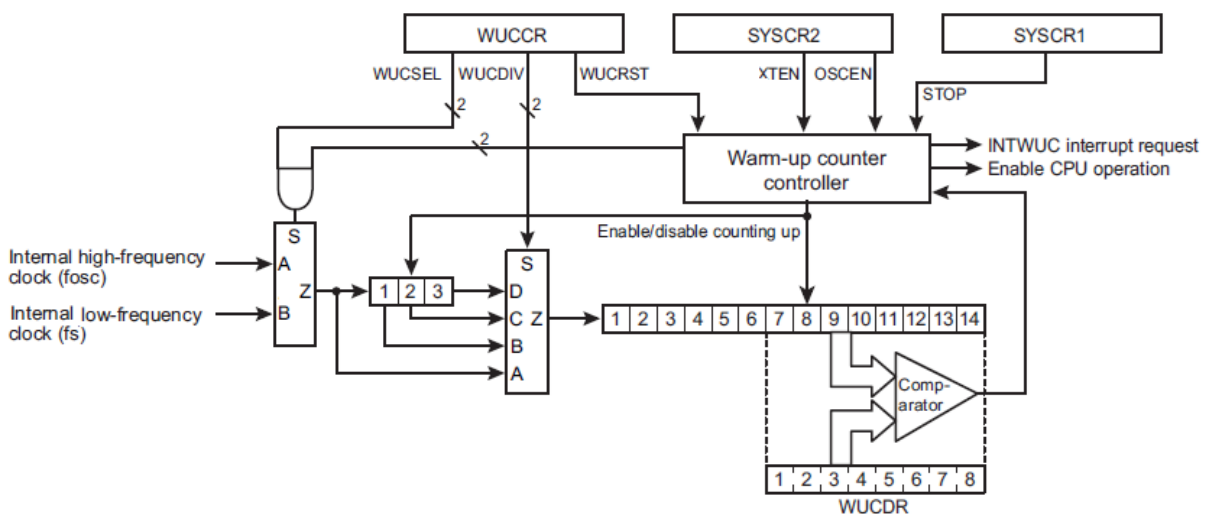 WUCCR
SYSCR2
SYSCR1
WUCSEL WUCDIV WUCRST
XTEN OSCEN
STOP
2
2
2
Warm-up counter
controller
INTWUC interrupt request
Enable CPU operation
Enable/disable counting up
Internal high-frequency
clock (fosc)
Internal low-frequency
clock (fs)
S
A
Z
B
1 2 3
S
D
C Z
B
A
1 2 3 4 5 6 7 8 9 10 11 12 13 14
Comp-
arator
1 2 3 4 5 6 7 8
WUCDR